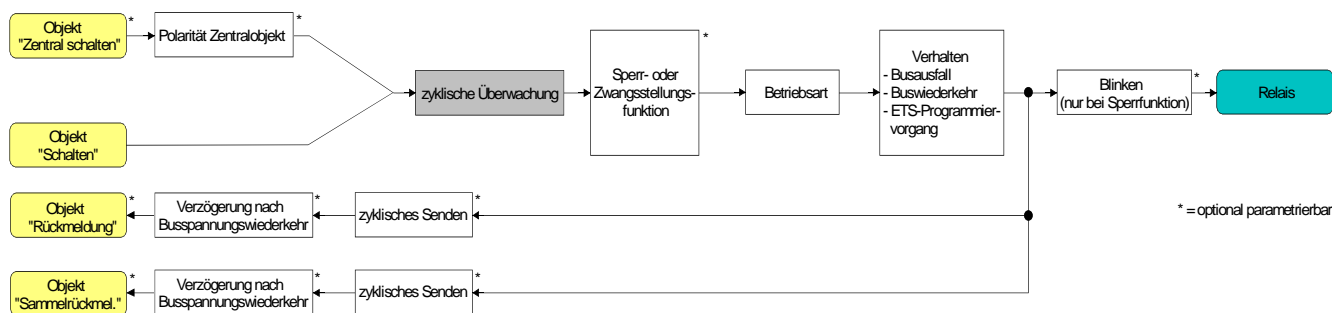 Objekt
"Zentral schalten"
*
Polarität Zentralobjekt
*
Objekt
"Schalten"
zyklische Überwachung
Sperr- oder
Zwangsstellungs-
funktion
*
Betriebsart
Verhalten
- Busausfall
- Buswiederkehr
- ETS-Programmier-
vorgang
Blinken
(nur bei Sperrfunktion)
*
Relais
Objekt
"Rückmeldung"
*
Verzögerung nach
Busspannungswiederkehr
*
zyklisches Senden
*
* = optional parametrierbar
Objekt
"Sammelrückmel."
*
Verzögerung nach
Busspannungswiederkehr
*
zyklisches Senden
*